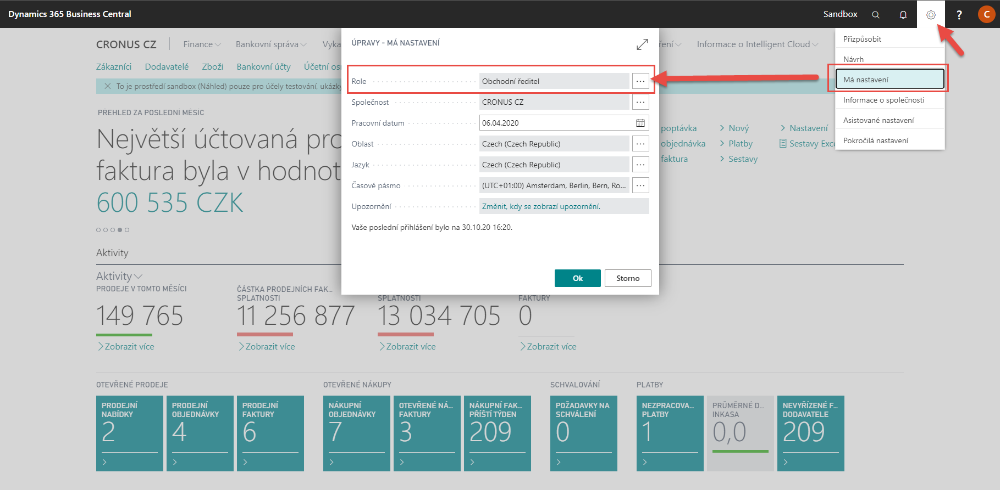 Dynamics 365 Business Central
Sandbox
?
C
CRONUS CZ
Finance
Bankovní správa
Vyka
ření
Informace o Intelligent Cloud
Zákazníci
Dodavatelé
Zboží
Bankovní účty
Účetní os
To je prostředí sandbox (Náhled) pouze pro účely testování, ukázky
PŘEHLED ZA POSLEDNÍ MĚSÍC
Největší účtovaná pro
faktura byla v hodnot
600 535 CZK
poptávka
objednávka
faktura
Nový
Platby
Sestavy
Nastavení
Sestavy Exce
Přizpůsobit
Návrh
Má nastavení
Informace o společnosti
Asistované nastavení
Pokročilá nastavení
ÚPRAVY - MÁ NASTAVENÍ
Role Obchodní ředitel ...
Společnost CRONUS CZ ...
Pracovní datum 06.04.2020
Oblast Czech (Czech Republic) ...
Jazyk Czech (Czech Republic) ...
Časové pásmo (UTC+01:00) Amsterdam, Berlin, Bern, Ro... ...
Upozornění Změnit, kdy se zobrazí upozornění.
Vaše poslední přihlášení bylo na 30.10.20 16:20.
Ok
Storno
Aktivity
Aktivity
PRODEJE V TOMTO MĚSÍCI
149 765
Zobrazit více
ČÁSTKA PRODEJNÍCH FAK...
SPLATNOSTI
11 256 877
Zobrazit více
SPLATNOSTI
13 034 705
Zobrazit více
FAKTURY
0
Zobrazit více
OTEVŘENÉ PRODEJE
PRODEJNÍ
NABÍDKY
2
PRODEJNÍ
OBJEDNÁVKY
4
PRODEJNÍ
FAKTURY
6
OTEVŘENÉ NÁKUPY
NÁKUPNÍ
OBJEDNÁVKY
7
OTEVŘENÉ NÁ...
FAKTURY
3
NÁKUPNÍ FAK...
PŘÍŠTÍ TÝDEN
209
SCHVALOVÁNÍ
POŽADAVKY NA
SCHVÁLENÍ
0
PLATBY
NEZPRACOVA...
PLATBY
1
PRŮMĚRNÉ D...
INKASA
0,0
NEVYŘÍZENÉ F...
DODAVATELE
209